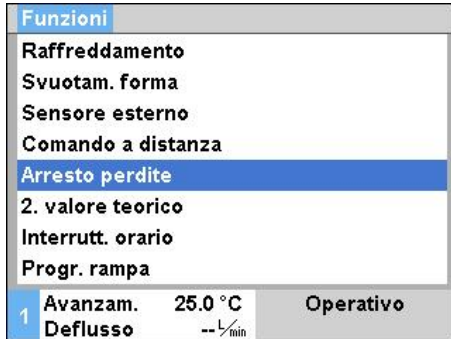 Funzioni
Raffreddamento
Svuotam. forma
Sensore esterno
Comando a distanza
Arresto perdite
2. valore teorico
Interrutt. orario
Progr. rampa
1 Avanzam. 25.0 °C Operativo
Deflusso -- L/min